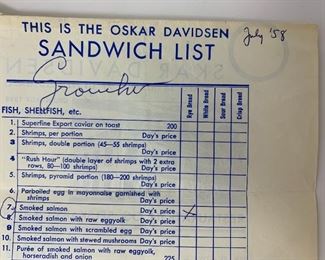 THIS IS THE OSKAR DAVIDSEN
July '58
SANDWICH LIST
Groucho
FISH, SHELLFISH, etc.
Rye Bread
White Bread
Sour Bread
Crisp Bread
1. Superfine Export caviar on toast 200
2. Shrimps, per portion Day's price
3. Shrimps, double portion (45—55 shrimps) Day's price
4. "Rush Hour" (double layer of shrimps with 2 extra
rows, 80—100 shrimps) Day's price
5. Shrimps, pyramid portion (180—200 shrimps)
Day's price
6. Parboiled egg in mayonnaise garnished with
shrimps Day's price
7. Smoked salmon Day's price X
8. Smoked salmon with raw eggyolk Day's price
9. Smoked salmon with scrambled egg Day's price
10. Smoked salmon with stewed mushrooms Day's price
11. Purée of smoked salmon with raw eggyolk,
horseradish and onion 225